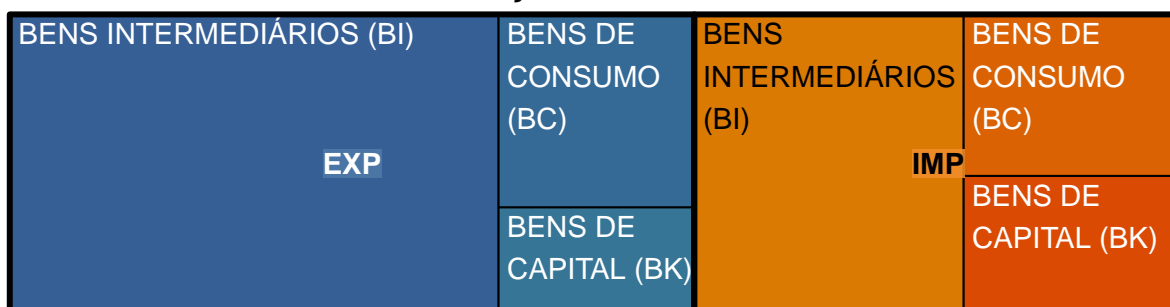 BENS INTERMEDIÁRIOS (BI)
EXP
BENS DE
CONSUMO
(BC)
BENS DE
CAPITAL (BK)
BENS
INTERMEDIÁRIOS
(BI)
IMP
BENS DE
CONSUMO
(BC)
BENS DE
CAPITAL (BK)